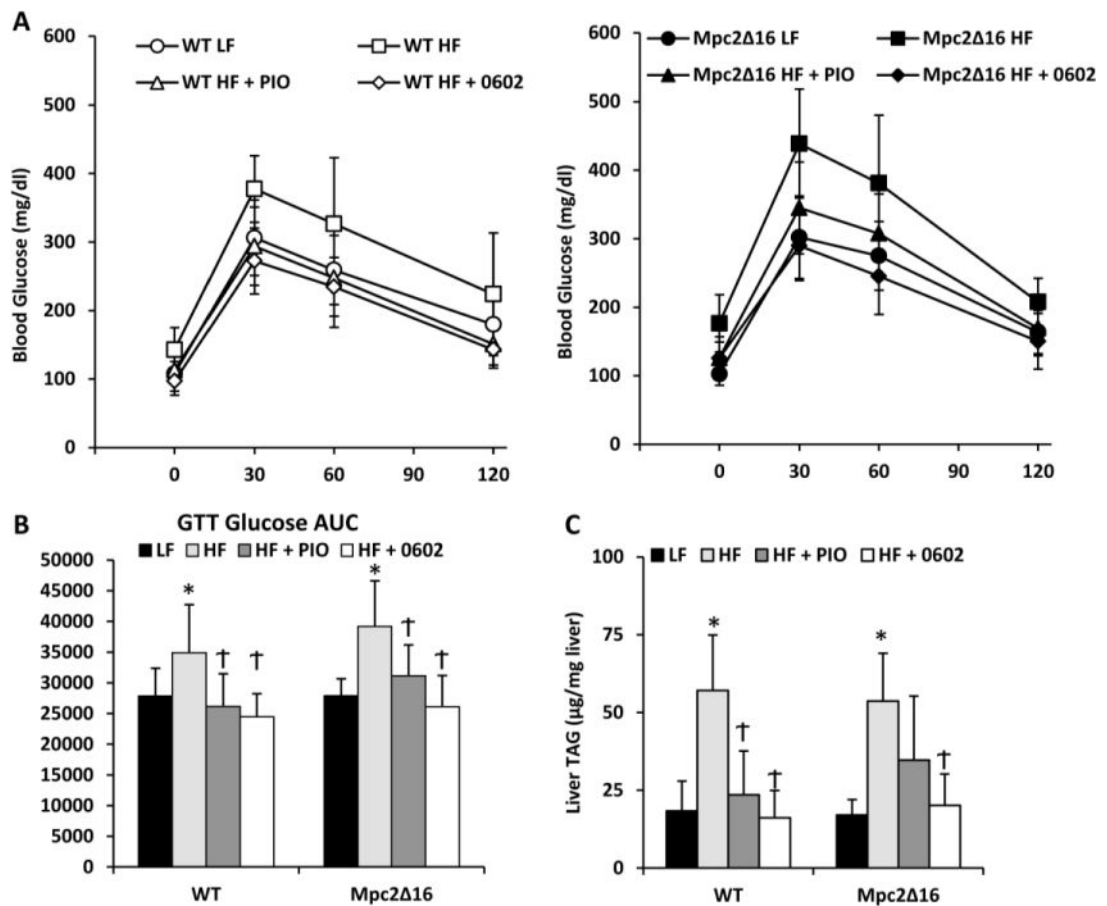 A
600
500
400
300
200
100
0
Blood Glucose (mg/dl)
WT LF
WT HF
WT HF + PIO
WT HF + 0602
0 30 60 90 120
600
500
400
300
200
100
0
Blood Glucose (mg/dl)
Mpc2Δ16 LF
Mpc2Δ16 HF
Mpc2Δ16 HF + PIO
Mpc2Δ16 HF + 0602
0 30 60 90 120
B
GTT Glucose AUC
LF HF HF + PIO HF + 0602
50000
45000
40000
35000
30000
25000
20000
15000
10000
5000
0
* † † * † †
WT Mpc2Δ16
C
LF HF HF + PIO HF + 0602
100
75
50
25
0
Liver TAG (µg/mg liver)
* † † * †
WT Mpc2Δ16